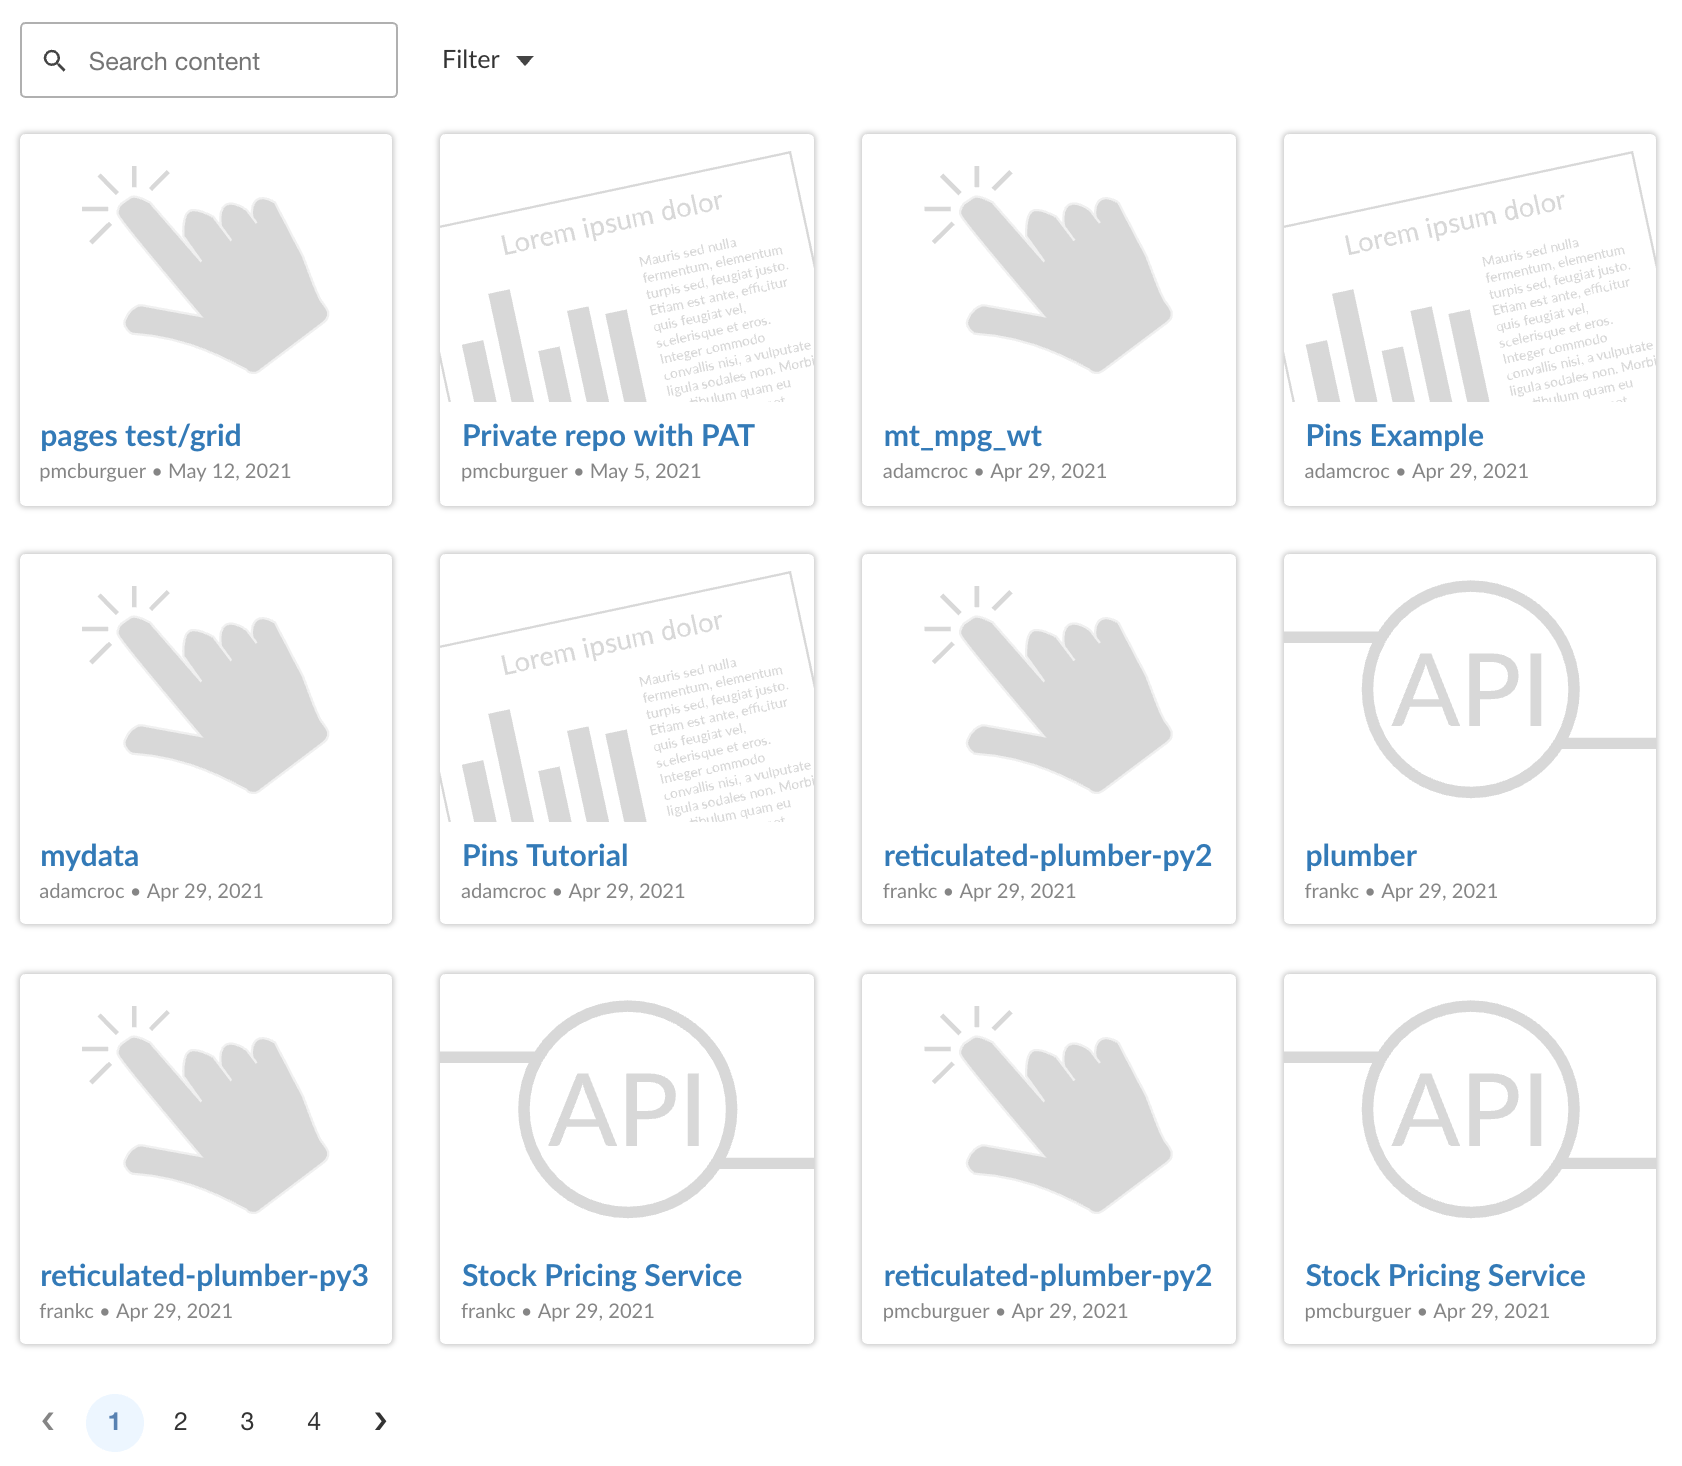 Search content
Filter
Lorem ipsum dolor
Mauris sed nulla
fermentum, elementum
turpis sed, feugiat justo.
Etiam est ante, efficitur
quis feugiat vel,
scelerisque et eros.
Integer commodo
convallis nisi, a vulputate
ligula sodales non. Morbi
tibulum quam eu
Lorem ipsum dolor
Mauris sed nulla
fermentum, elementum
turpis sed, feugiat justo.
Etiam est ante, efficitur
quis feugiat vel,
scelerisque et eros.
Integer commodo
convallis nisi, a vulputate
ligula sodales non. Morbi
tibulum quam eu
pages test/grid
pmcburguer • May 12, 2021
Private repo with PAT
pmcburguer • May 5, 2021
mt_mpg_wt
adamcroc • Apr 29, 2021
Pins Example
adamcroc • Apr 29, 2021
Lorem ipsum dolor
Mauris sed nulla
fermentum, elementum
turpis sed, feugiat justo.
Etiam est ante, efficitur
quis feugiat vel,
scelerisque et eros.
Integer commodo
convallis nisi, a vulputate
ligula sodales non. Morbi
tibulum quam eu
API
mydata
adamcroc • Apr 29, 2021
Pins Tutorial
adamcroc • Apr 29, 2021
reticulated-plumber-py2
frankc • Apr 29, 2021
plumber
frankc • Apr 29, 2021
API
API
reticulated-plumber-py3
frankc • Apr 29, 2021
Stock Pricing Service
frankc • Apr 29, 2021
reticulated-plumber-py2
pmcburguer • Apr 29, 2021
Stock Pricing Service
pmcburguer • Apr 29, 2021
‹ 1 2 3 4 ›